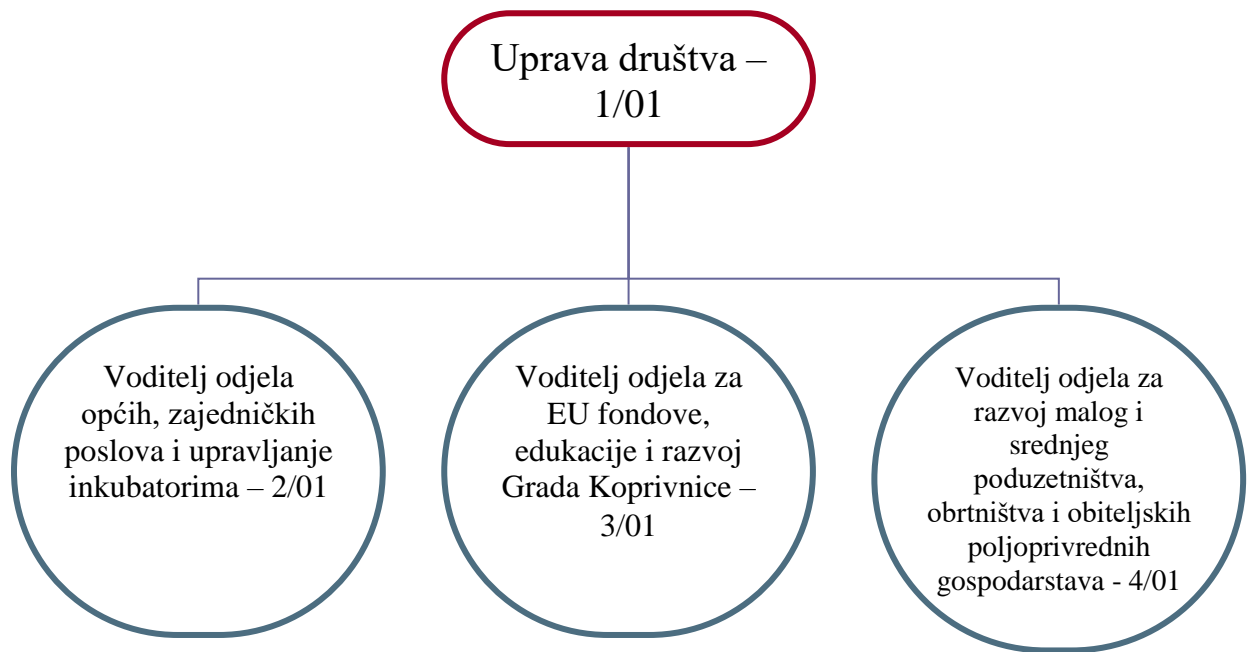 Uprava društva –
1/01
Voditelj odjela
općih, zajedničkih
poslova i upravljanje
inkubatorima – 2/01
Voditelj odjela za
EU fondove,
edukacije i razvoj
Grada Koprivnice –
3/01
Voditelj odjela za
razvoj malog i
srednjeg
poduzetništva,
obrtništva i obiteljskih
poljoprivrednih
gospodarstava - 4/01